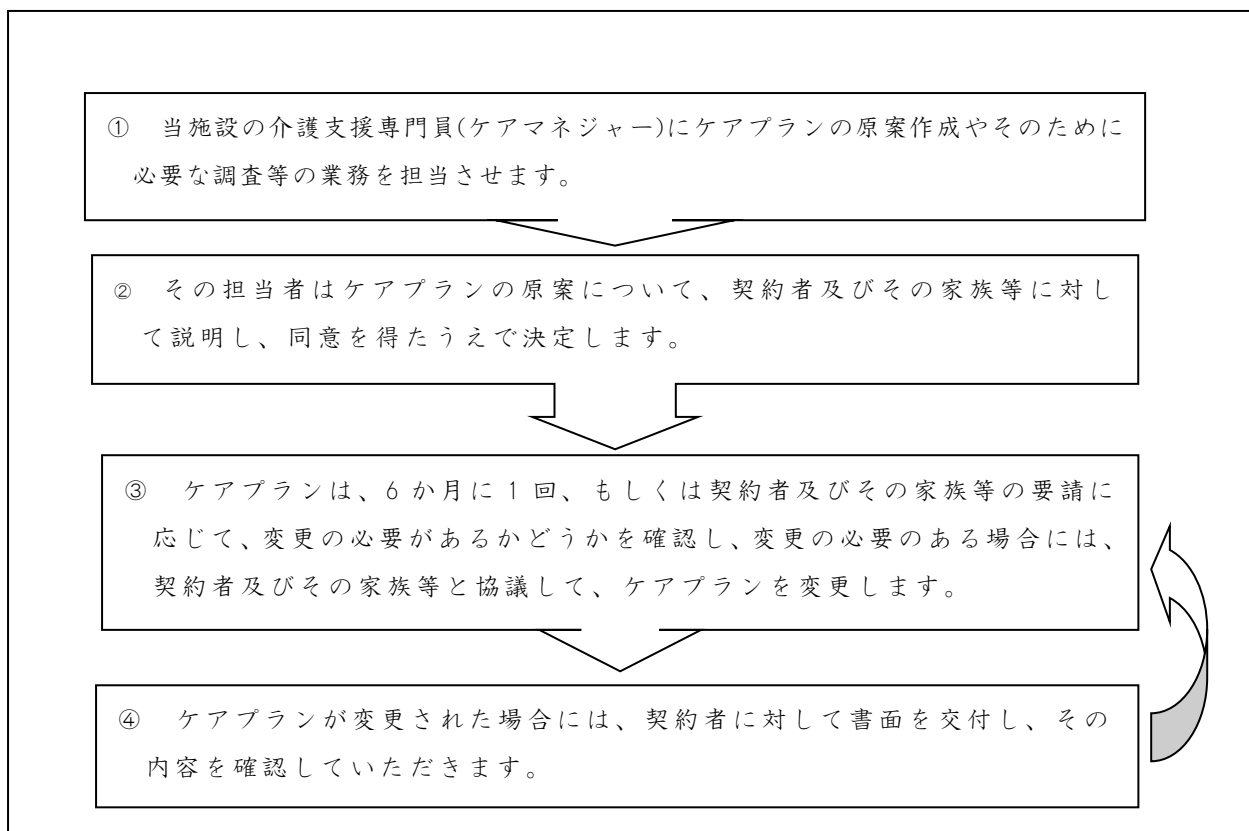 ① 当施設の介護支援専門員(ケアマネジャー)にケアプランの原案作成やそのために
必要な調査等の業務を担当させます。
② その担当者はケアプランの原案について、契約者及びその家族等に対し
て説明し、同意を得たうえで決定します。
③ ケアプランは、6か月に1回、もしくは契約者及びその家族等の要請に
応じて、変更の必要があるかどうかを確認し、変更の必要のある場合には、
契約者及びその家族等と協議して、ケアプランを変更します。
④ ケアプランが変更された場合には、契約者に対して書面を交付し、その
内容を確認していただきます。